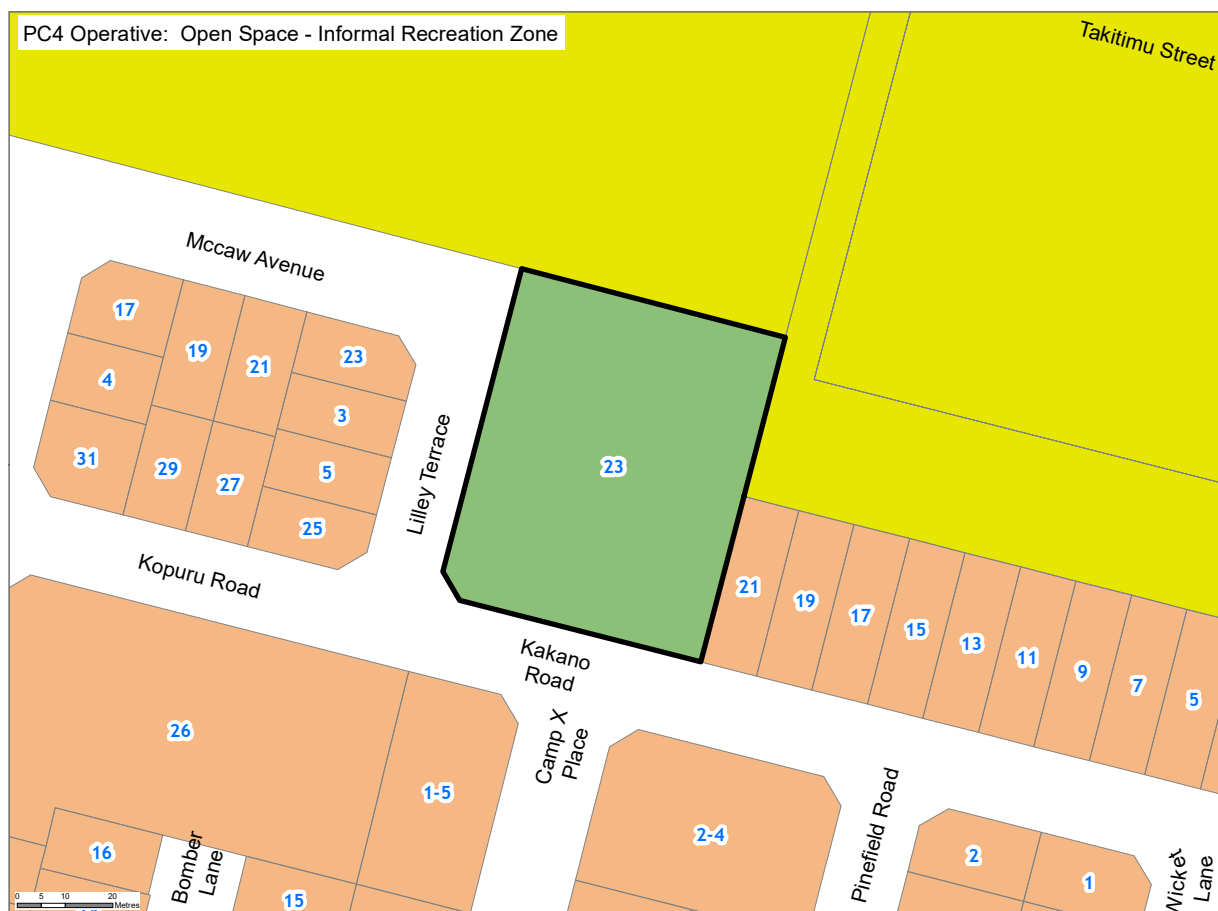 PC4 Operative: Open Space - Informal Recreation Zone
Takitimu Street
Mccaw Avenue
17
19
21
23
4
3
31
29
27
5
25
Lilley Terrace
23
Kopuru Road
Kakano
Road
21
19
17
15
13
11
9
7
5
26
1-5
Camp X
Place
2-4
Pinefield Road
2
1
Nickel
Lane
16
Bomber
Lane
15
0 5 10 20
Metres